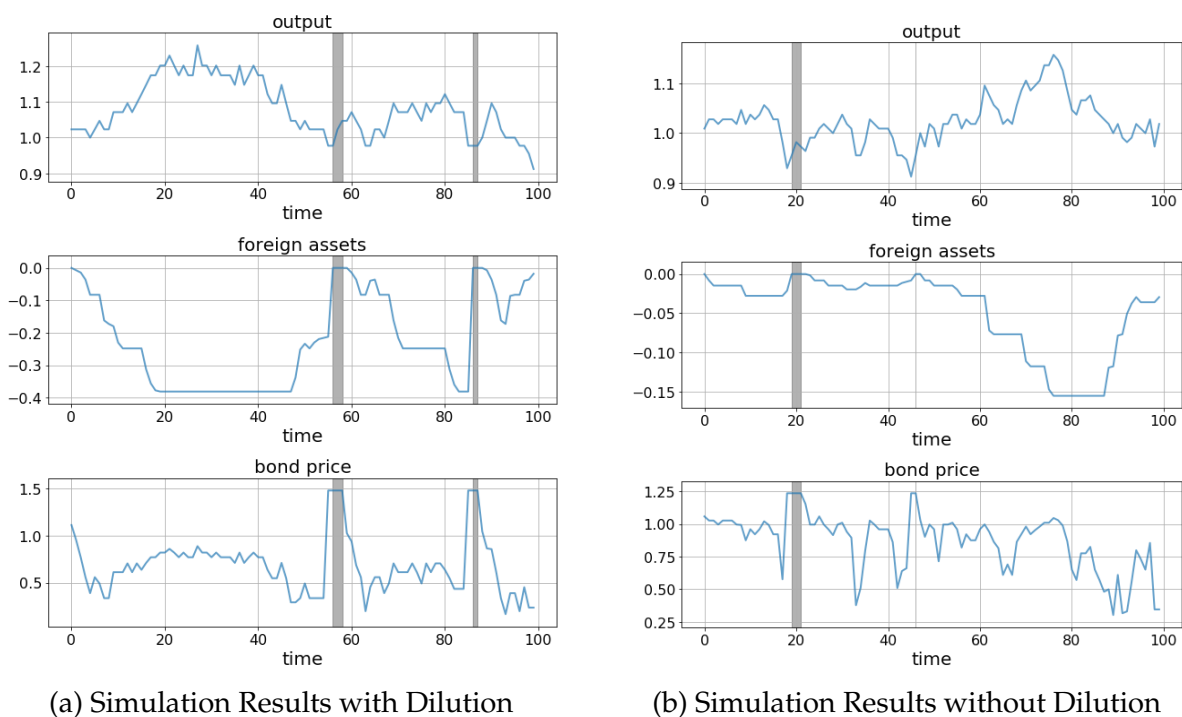 output
1.2
1.1
1.0
0.9
0 20 40 60 80 100
time
foreign assets
0.0
−0.1
−0.2
−0.3
−0.4
0 20 40 60 80 100
time
bond price
1.5
1.0
0.5
0 20 40 60 80 100
time
(a) Simulation Results with Dilution
output
1.1
1.0
0.9
0 20 40 60 80 100
time
foreign assets
0.00
−0.05
−0.10
−0.15
0 20 40 60 80 100
time
bond price
1.25
1.00
0.75
0.50
0.25
0 20 40 60 80 100
time
(b) Simulation Results without Dilution